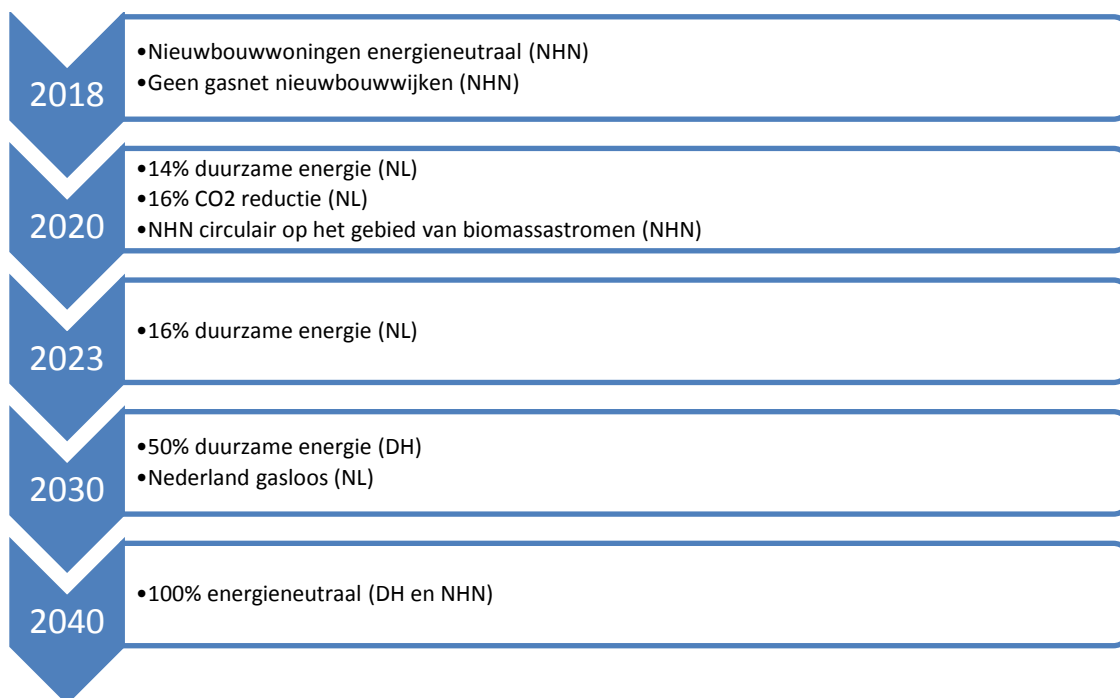 2018
•Nieuwbouwwoningen energieneutraal (NHN)
•Geen gasnet nieuwbouwwijken (NHN)
2020
•14% duurzame energie (NL)
•16% CO2 reductie (NL)
•NHN circulair op het gebied van biomassastromen (NHN)
2023
•16% duurzame energie (NL)
2030
•50% duurzame energie (DH)
•Nederland gasloos (NL)
2040
•100% energieneutraal (DH en NHN)